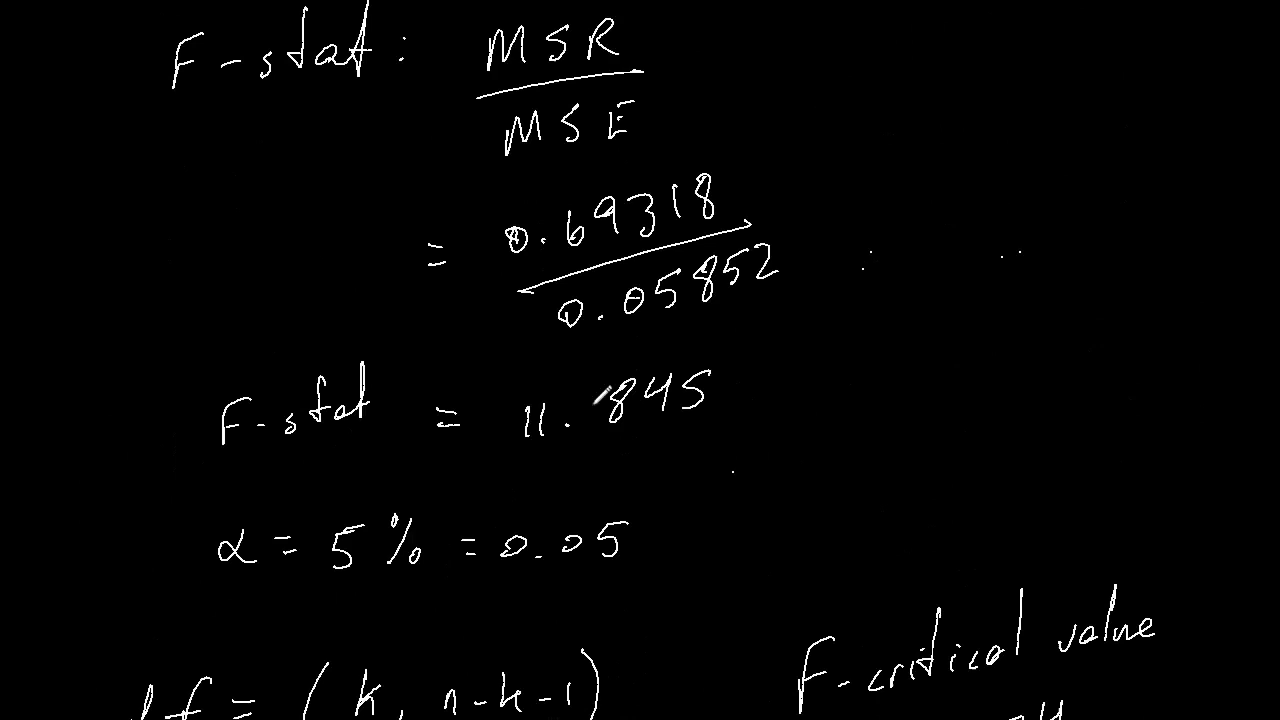 F-stat: MSR
MSE
= 0.69318
0.05852
F-stat = 11.845
α = 5% = 0.05
F-critical value
df = (k, n-k-1)